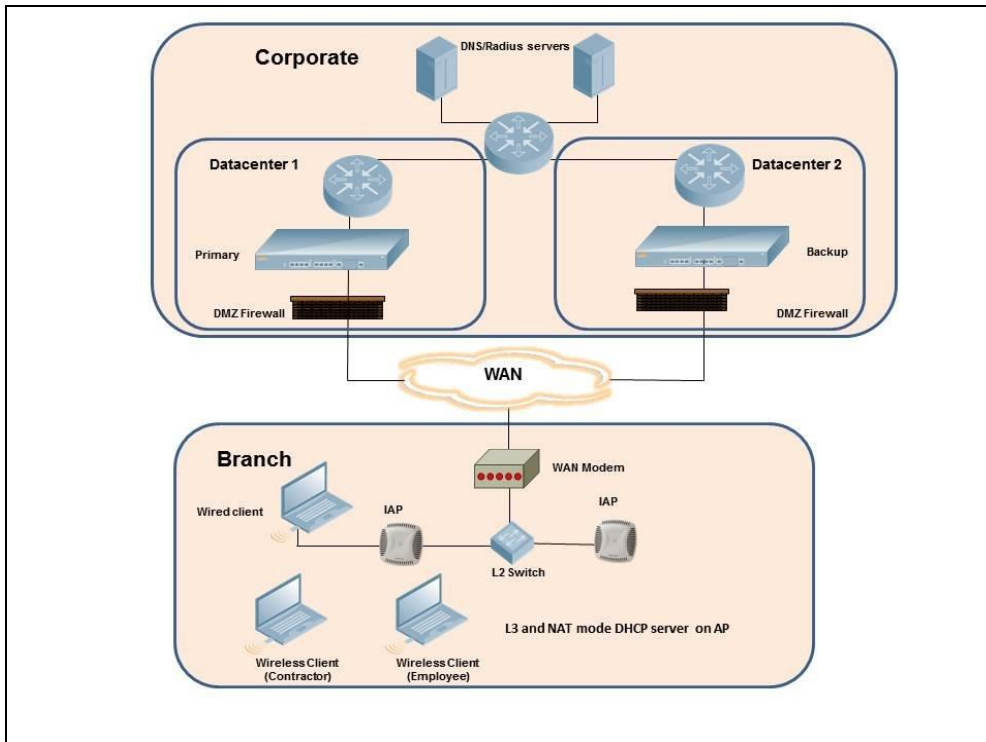 DNS/Radius servers
Corporate
Datacenter 1
Datacenter 2
Primary
Backup
DMZ Firewall
DMZ Firewall
WAN
Branch
WAN Modem
Wired client
IAP
IAP
L2 Switch
L3 and NAT mode DHCP server on AP
Wireless Client
(Contractor)
Wireless Client
(Employee)